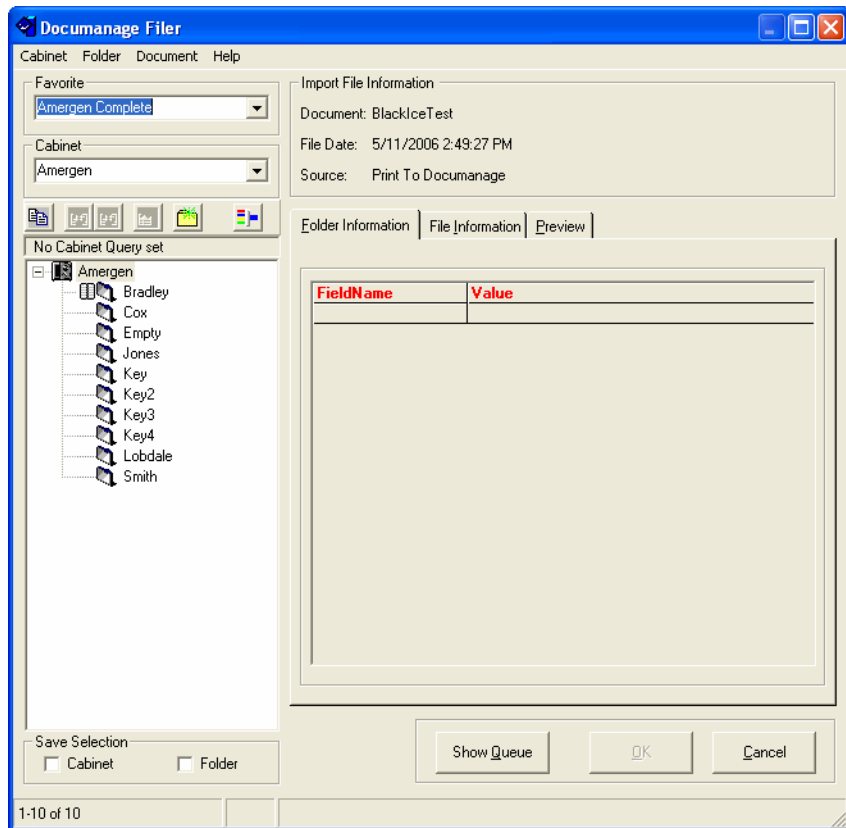 Documanage Filer
Cabinet Folder Document Help
Favorite
Amergen Complete
Cabinet
Amergen
No Cabinet Query set
Amergen
Bradley
Cox
Empty
Jones
Key
Key2
Key3
Key4
Lobdale
Smith
Save Selection
Cabinet Folder
1-10 of 10
Import File Information
Document: BlackIceTest
File Date: 5/11/2006 2:49:27 PM
Source: Print To Documanage
Folder Information File Information Preview
FieldName Value
Show Queue OK Cancel